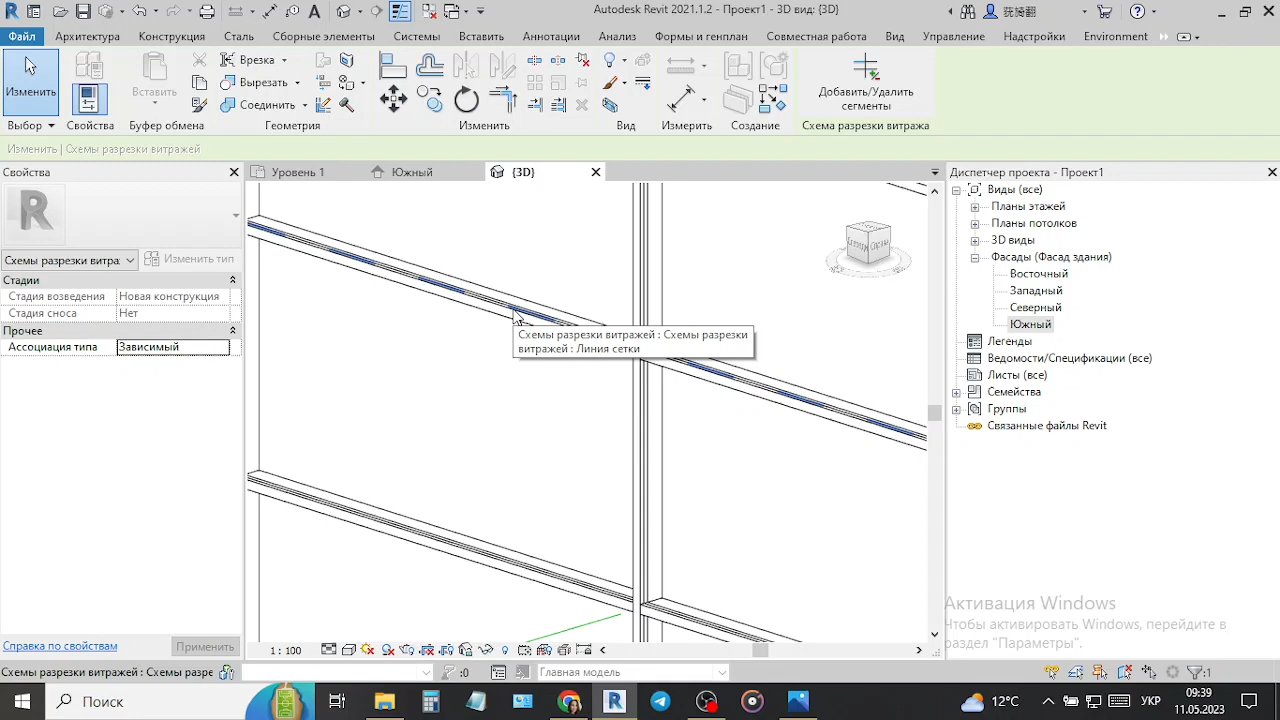 Autodesk Revit 2021.1.2 - Проект1 - 3D вид: {3D}
Файл Архитектура Конструкция Сталь Сборные элементы Системы Вставить Аннотации Анализ Формы и генплан Совместная работа Вид Управление Надстройки Environment
Изменить
Вставить
Врезка
Вырезать
Соединить
Добавить/Удалить
сегменты
Выбор Свойства Буфер обмена Геометрия Изменить Вид Измерить Создание Схема разрезки витража
Изменить | Схемы разрезки витражей
Свойства
Уровень 1
Южный
{3D}
Диспетчер проекта - Проект1
R
Схемы разрезки витра:
Изменить тип
Стадии
Стадия возведения Новая конструкция
Стадия сноса Нет
Прочее
Ассоциация типа Зависимый
Схемы разрезки витражей : Схемы разрезки
витражей : Линия сетки
Виды (все)
Планы этажей
Планы потолков
3D виды
Фасады (Фасад здания)
Восточный
Западный
Северный
Южный
Легенды
Ведомости/Спецификации (все)
Листы (все)
Семейства
Группы
Связанные файлы Revit
Активация Windows
Чтобы активировать Windows, перейдите в
раздел "Параметры".
Справка по свойствам
Применить
: 100
Схемы разрезки витражей : Схемы разре
:0
Главная модель
:1
Поиск
12°C
УКР
09:39
11.05.2023